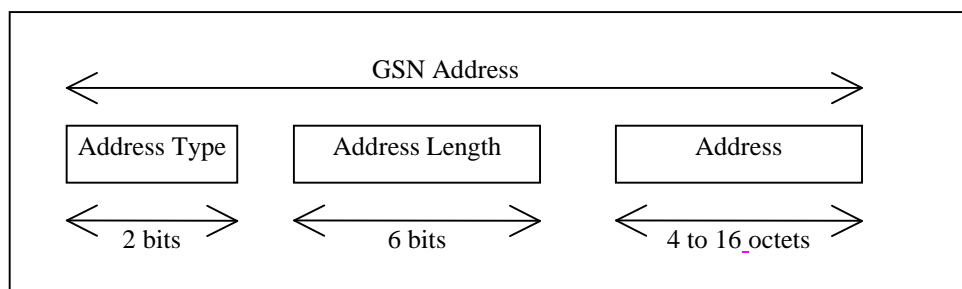 GSN Address
Address Type Address Length Address
2 bits 6 bits 4 to 16 octets